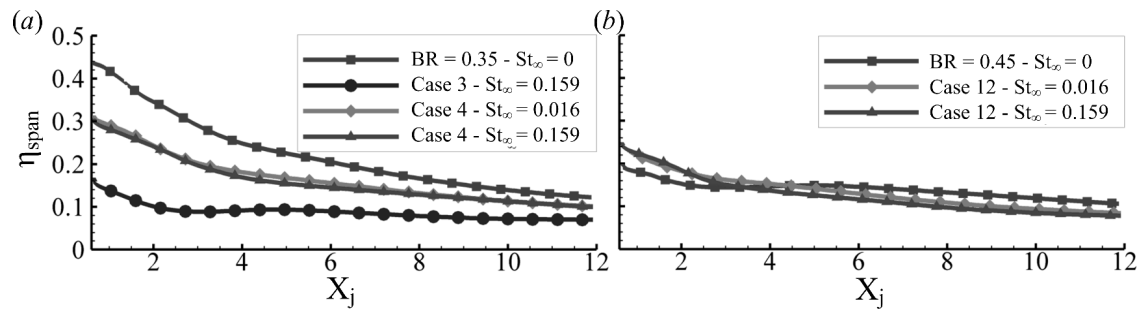 (a)
0.5
0.4
0.3
0.2
0.1
0
ηspan
BR = 0.35 - St∞ = 0
Case 3 - St∞ = 0.159
Case 4 - St∞ = 0.016
Case 4 - St∞ = 0.159
2 4 6 8 10 12
Xj
(b)
BR = 0.45 - St∞ = 0
Case 12 - St∞ = 0.016
Case 12 - St∞ = 0.159
2 4 6 8 10 12
Xj